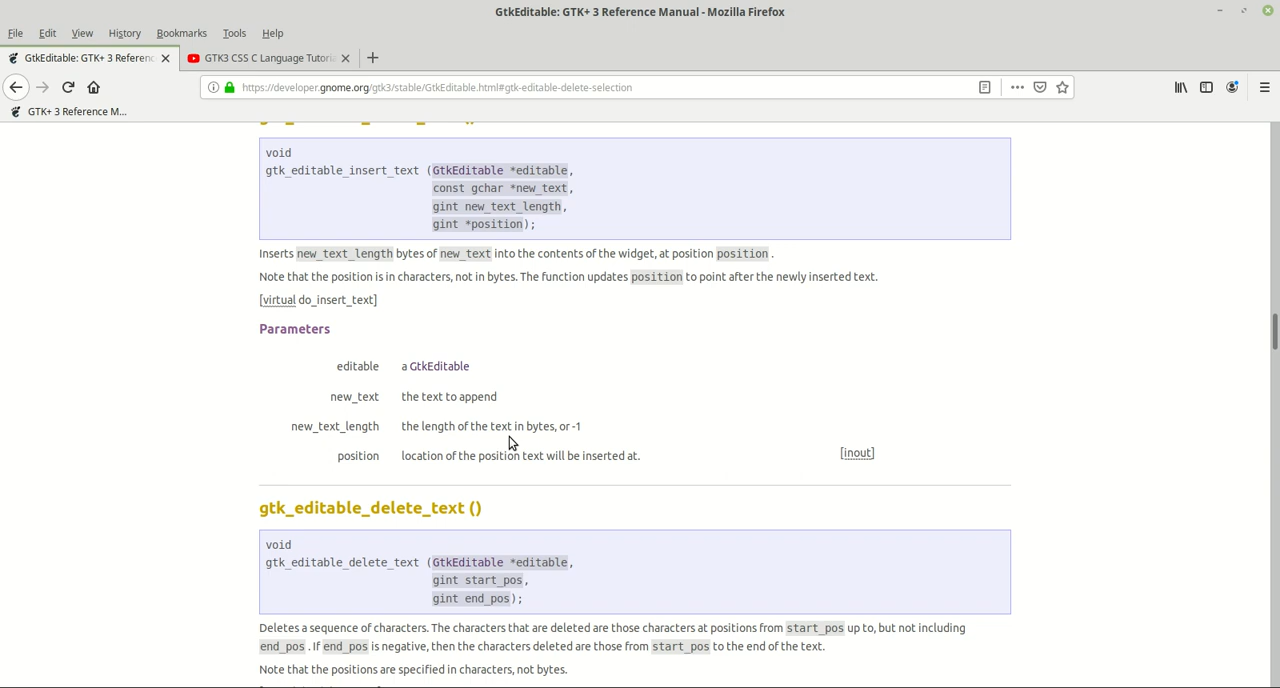 GtkEditable: GTK+ 3 Reference Manual - Mozilla Firefox
File Edit View History Bookmarks Tools Help
GtkEditable: GTK+ 3 Referenc
GTK3 CSS C Language Tutoria
https://developer.gnome.org/gtk3/stable/GtkEditable.html#gtk-editable-delete-selection
GTK+ 3 Reference M...
void
gtk_editable_insert_text (GtkEditable *editable,
const gchar *new_text,
gint new_text_length,
gint *position);
Inserts new_text_length bytes of new_text into the contents of the widget, at position position .
Note that the position is in characters, not in bytes. The function updates position to point after the newly inserted text.
[virtual do_insert_text]
Parameters
editable a GtkEditable
new_text the text to append
new_text_length the length of the text in bytes, or -1
position location of the position text will be inserted at. [inout]
gtk_editable_delete_text ()
void
gtk_editable_delete_text (GtkEditable *editable,
gint start_pos,
gint end_pos);
Deletes a sequence of characters. The characters that are deleted are those characters at positions from start_pos up to, but not including
end_pos . If end_pos is negative, then the characters deleted are those from start_pos to the end of the text.
Note that the positions are specified in characters, not bytes.